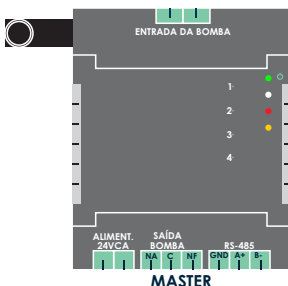 ENTRADA DA BOMBA
1
2
3
4
ALIMENT.
24VCA
SAÍDA
BOMBA
RS-485
NA C NF GND A+ B-
MASTER